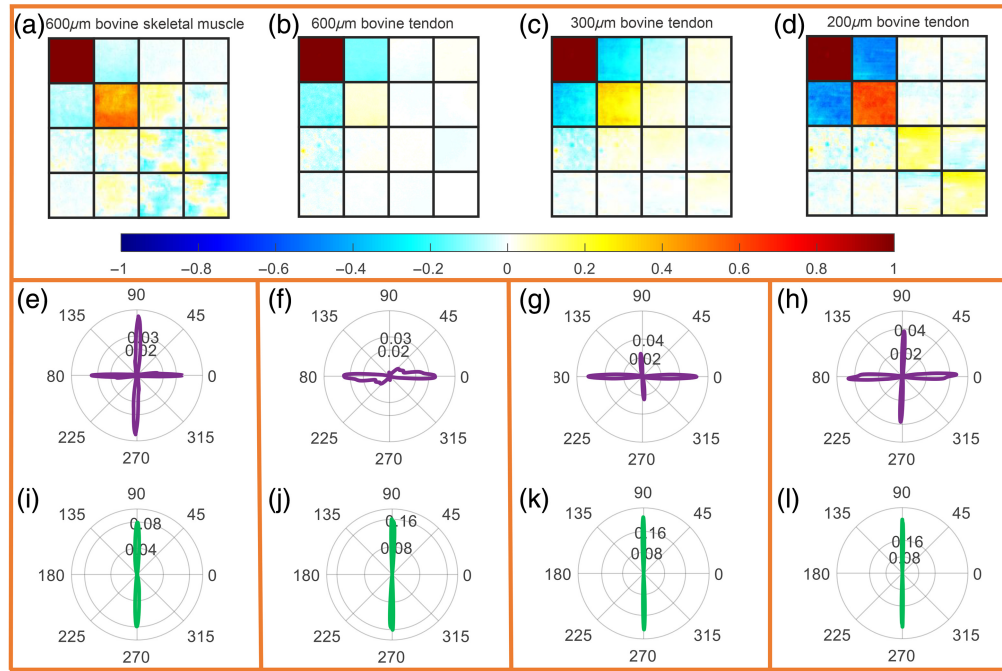 (a) 600μm bovine skeletal muscle (b) 600μm bovine tendon (c) 300μm bovine tendon (d) 200μm bovine tendon
−1 −0.8 −0.6 −0.4 −0.2 0 0.2 0.4 0.6 0.8 1
(e) 90 (f) 90 (g) 90 (h) 90
135 45 135 45 135 45 135 45
0.03 0.03 0.04 0.04
0.02 0.02 0.02 0.02
80 0 80 0 30 0 80 0
225 315 225 315 225 315 225 315
270 270 270 270
(i) 90 (j) 90 (k) 90 (l) 90
135 45 135 45 135 45 135 45
0.08 0.16 0.16 0.16
0.04 0.08 0.08 0.08
180 0 180 0 180 0 180 0
225 315 225 315 225 315 225 315
270 270 270 270